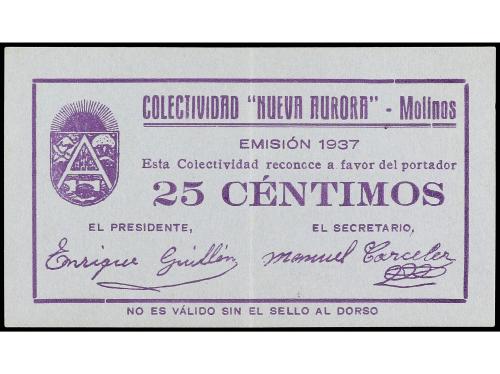 COLECTIVIDAD "NUEVA AURORA" - Molinos
EMISIÓN 1937
Esta Colectividad reconoce a favor del portador
25 CÉNTIMOS
EL PRESIDENTE,
EL SECRETARIO,
Enrique Guillén
Manuel Carceler
NO ES VÁLIDO SIN EL SELLO AL DORSO